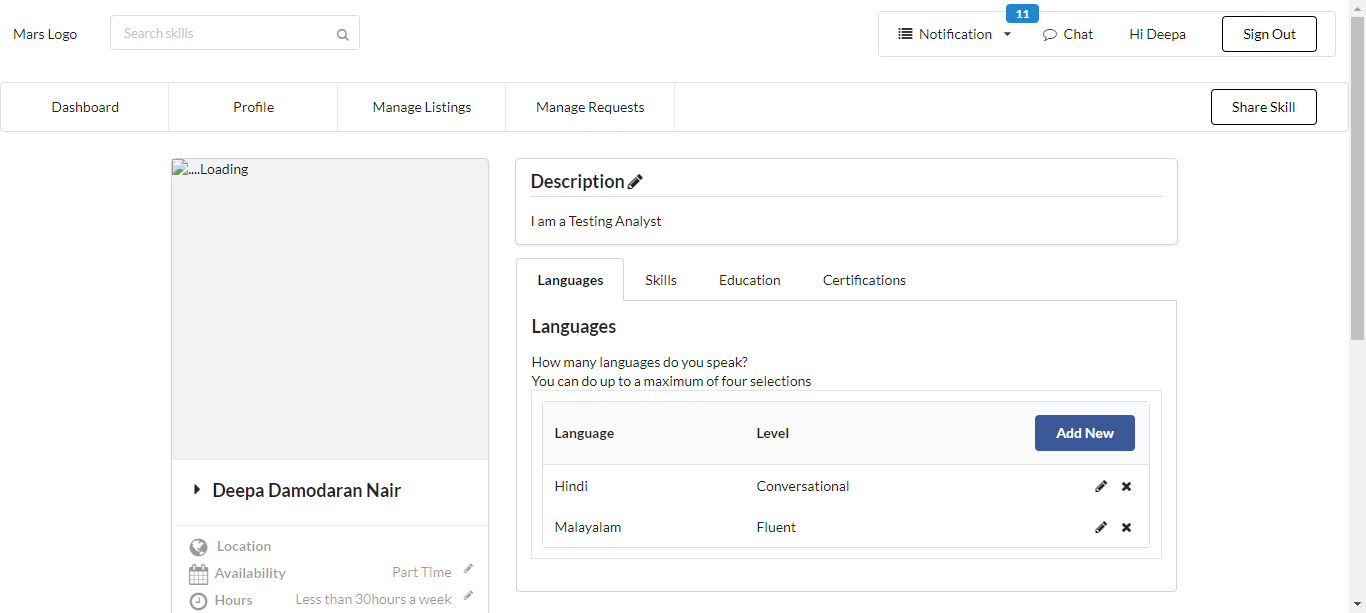 Mars Logo
Search skills
11
Notification
Chat
Hi Deepa
Sign Out
Dashboard
Profile
Manage Listings
Manage Requests
Share Skill
....Loading
Deepa Damodaran Nair
Location
Availability
Part Time
Hours
Less than 30hours a week
Description
I am a Testing Analyst
Languages
Skills
Education
Certifications
Languages
How many languages do you speak?
You can do up to a maximum of four selections
Language
Level
Add New
Hindi
Conversational
Malayalam
Fluent